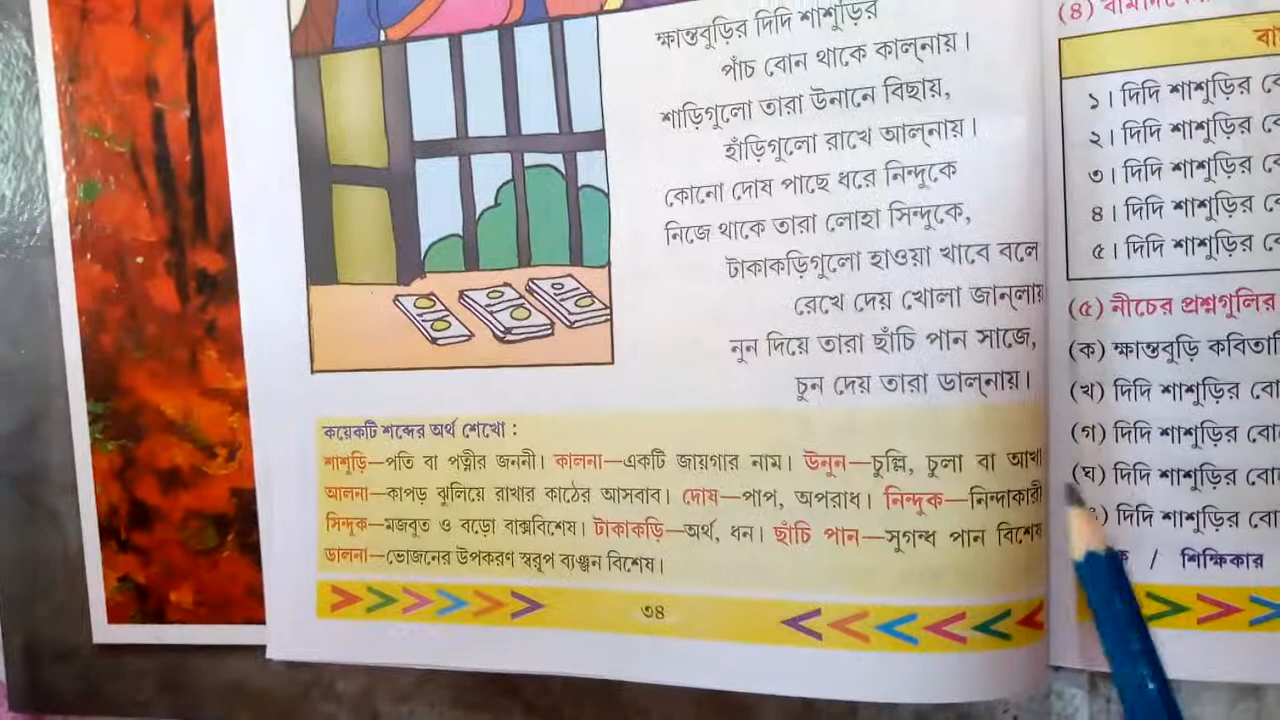 ক্ষান্তবুড়ির দিদি শাশুড়ির
পাঁচ বোন থাকে কাল্‌নায়।
শাড়িগুলো তারা উনানে বিছায়,
হাঁড়িগুলো রাখে আল্‌নায়।
কোনো দোষ পাছে ধরে নিন্দুকে
নিজে থাকে তারা লোহা সিন্দুকে,
টাকাকড়িগুলো হাওয়া খাবে বলে
রেখে দেয় খোলা জান্‌লায়
নুন দিয়ে তারা ছাঁচি পান সাজে,
চুন দেয় তারা ডাল্‌নায়।
কয়েকটি শব্দের অর্থ শেখো :
শাশুড়ি—পতি বা পত্নীর জননী। কালনা—একটি জায়গার নাম। উনুন—চুল্লি, চুলা বা আখা
আলনা—কাপড় ঝুলিয়ে রাখার কাঠের আসবাব। দোষ—পাপ, অপরাধ। নিন্দুক—নিন্দাকারী
সিন্দুক—মজবুত ও বড়ো বাক্সবিশেষ। টাকাকড়ি—অর্থ, ধন। ছাঁচি পান—সুগন্ধ পান বিশেষ
ডালনা—ভোজনের উপকরণ স্বরূপ ব্যঞ্জন বিশেষ।
৩৪
(৪)
১। দিদি শাশুড়ির
২। দিদি শাশুড়ির
৩। দিদি শাশুড়ির
৪। দিদি শাশুড়ির
৫। দিদি শাশুড়ির
(৫) নীচের প্রশ্নগুলির
(ক) ক্ষান্তবুড়ি কবিতা
(খ) দিদি শাশুড়ির বো
(গ) দিদি শাশুড়ির বো
(ঘ) দিদি শাশুড়ির বো
) দিদি শাশুড়ির বো
ক / শিক্ষিকার